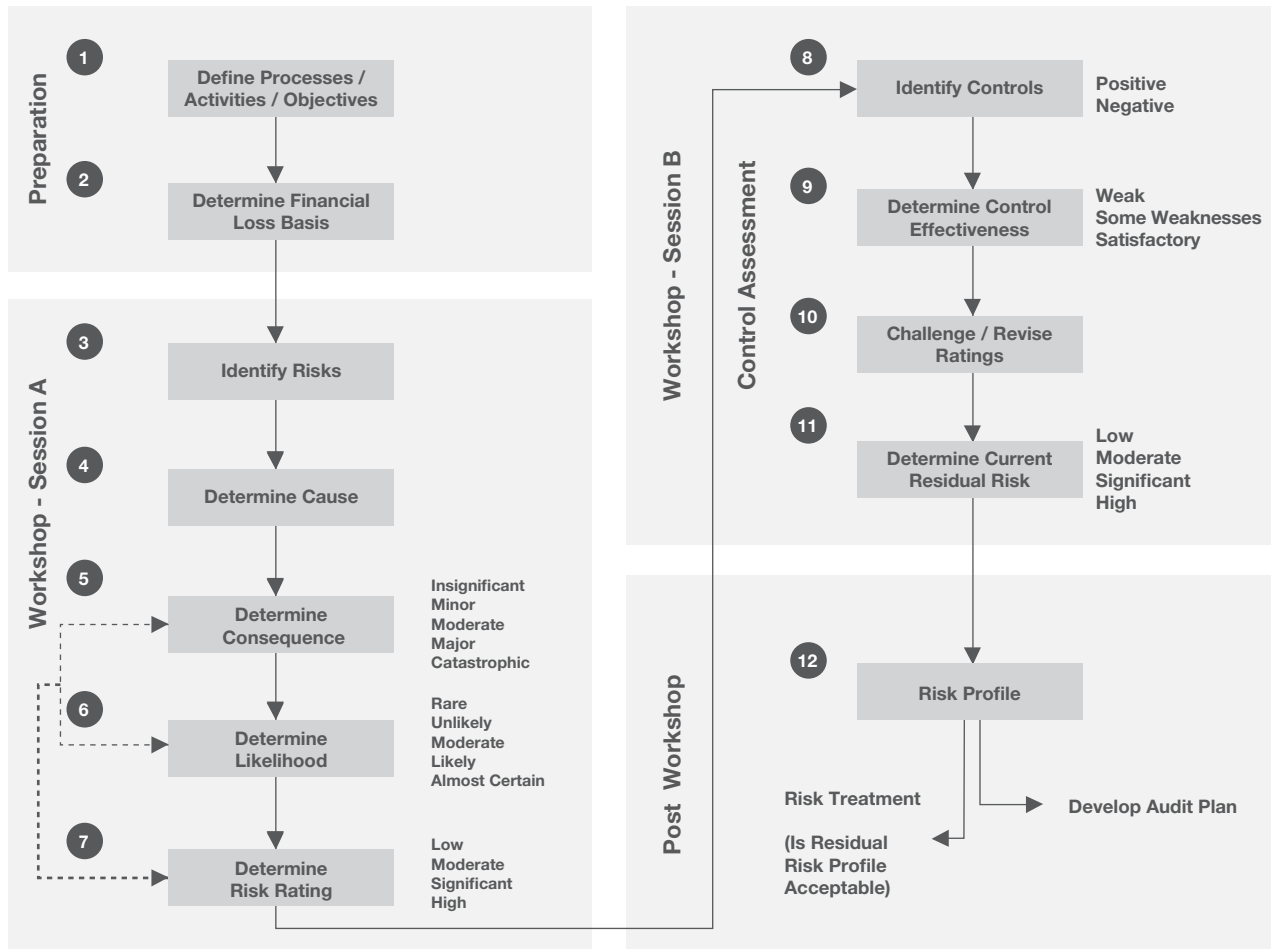 Preparation
1
Define Processes /
Activities / Objectives
2
Determine Financial
Loss Basis
Workshop - Session A
3
Identify Risks
4
Determine Cause
5
Determine
Consequence
Insignificant
Minor
Moderate
Major
Catastrophic
6
Determine
Likelihood
Rare
Unlikely
Moderate
Likely
Almost Certain
7
Determine
Risk Rating
Low
Moderate
Significant
High
Workshop - Session B
Control Assessment
8
Identify Controls
Positive
Negative
9
Determine Control
Effectiveness
Weak
Some Weaknesses
Satisfactory
10
Challenge / Revise
Ratings
11
Determine Current
Residual Risk
Low
Moderate
Significant
High
Post Workshop
12
Risk Profile
Risk Treatment
(Is Residual
Risk Profile
Acceptable)
Develop Audit Plan